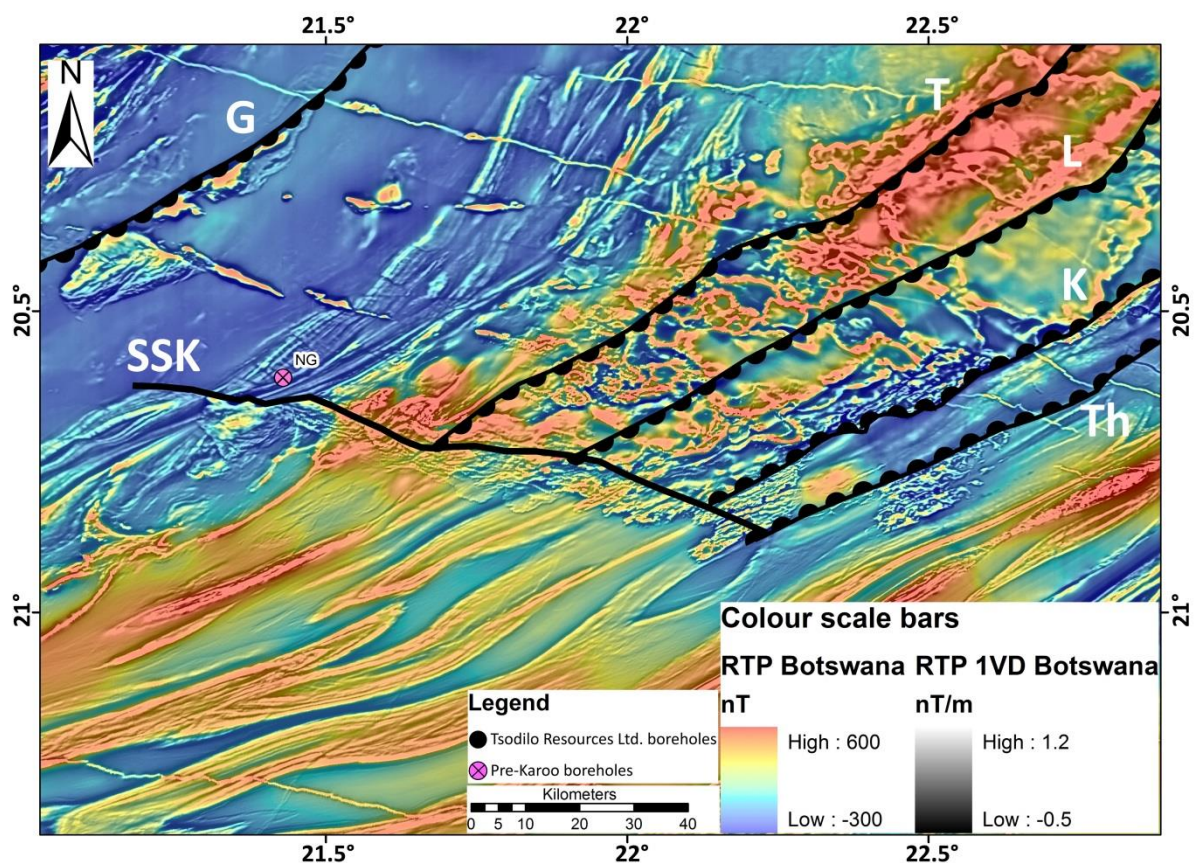 21.5° 22° 22.5°
N
G
T
L
K
Th
SSK
NG
20.5°
20.5°
21°
21°
Colour scale bars
RTP Botswana RTP 1VD Botswana
nT nT/m
High : 600 High : 1.2
Low : -300 Low : -0.5
Legend
Tsodilo Resources Ltd. boreholes
Pre-Karoo boreholes
Kilometers
0 5 10 20 30 40
21.5° 22° 22.5°